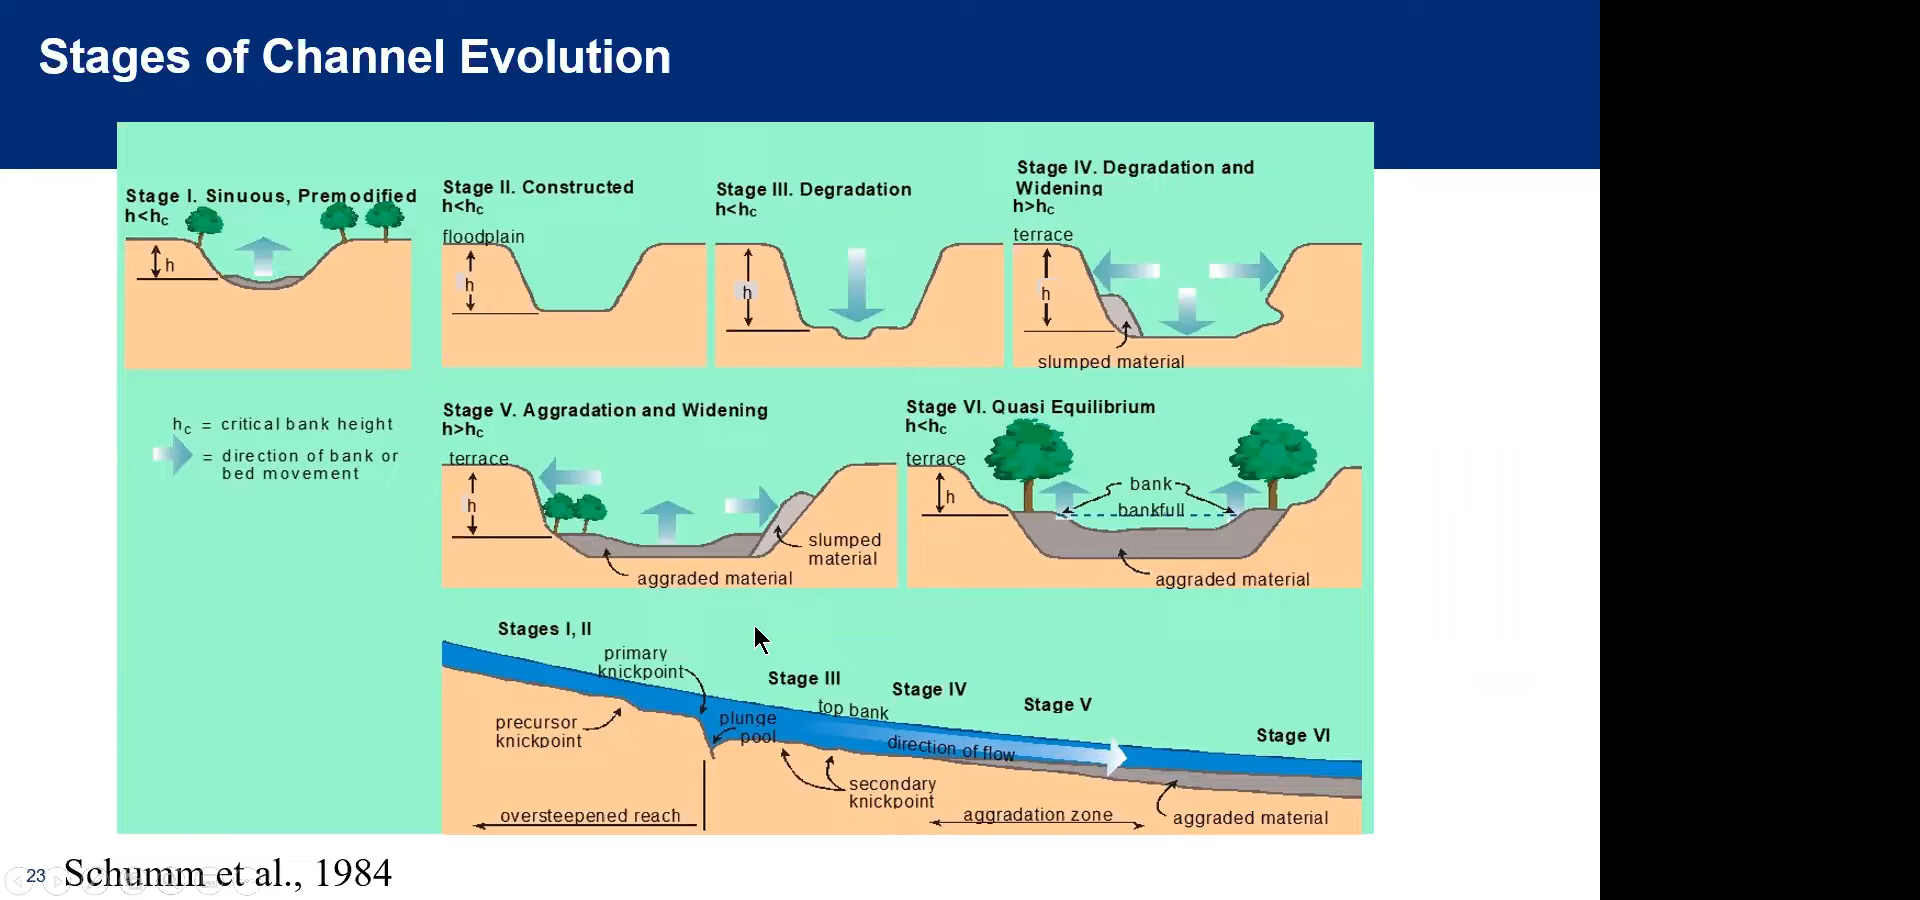 Stages of Channel Evolution
Stage I. Sinuous, Premodified
h<hc
h
Stage II. Constructed
h<hc
floodplain
h
Stage III. Degradation
h<hc
h
Stage IV. Degradation and
Widening
h>hc
terrace
h
slumped material
hc = critical bank height
= direction of bank or
bed movement
Stage V. Aggradation and Widening
h>hc
terrace
h
slumped
material
aggraded material
Stage VI. Quasi Equilibrium
h<hc
terrace
h
bank
bankfull
aggraded material
Stages I, II
primary
knickpoint
precursor
knickpoint
plunge
pool
Stage III
top bank
Stage IV
Stage V
Stage VI
direction of flow
secondary
knickpoint
oversteepened reach
aggradation zone
aggraded material
23
Schumm et al., 1984